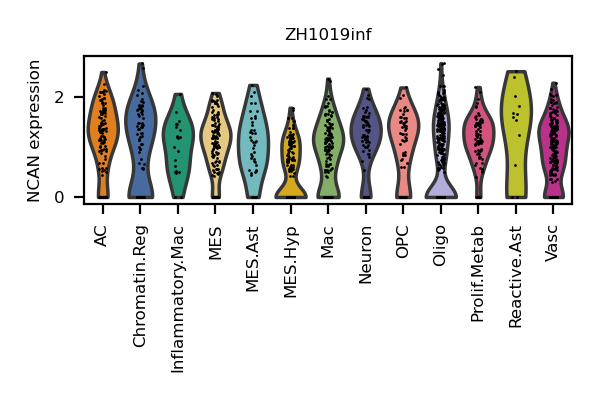 ZH1019inf
NCAN expression
2
0
AC
Chromatin.Reg
Inflammatory.Mac
MES
MES.Ast
MES.Hyp
Mac
Neuron
OPC
Oligo
Prolif.Metab
Reactive.Ast
Vasc